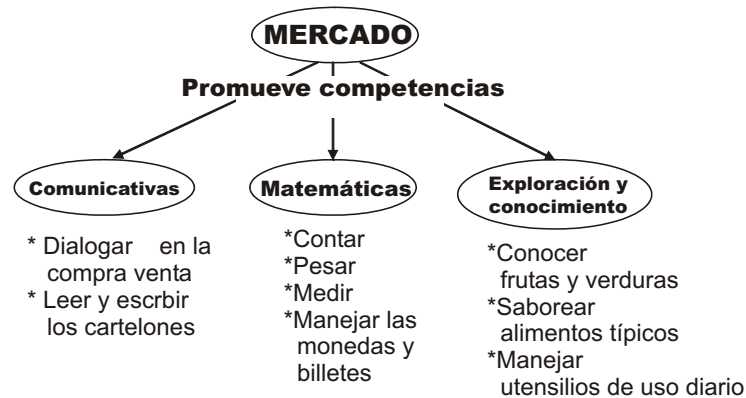 MERCADO
Promueve competencias
Comunicativas
* Dialogar en la
compra venta
* Leer y escrbir
los cartelones
Matemáticas
*Contar
*Pesar
*Medir
*Manejar las
monedas y
billetes
Exploración y
conocimiento
*Conocer
frutas y verduras
*Saborear
alimentos típicos
*Manejar
utensilios de uso diario